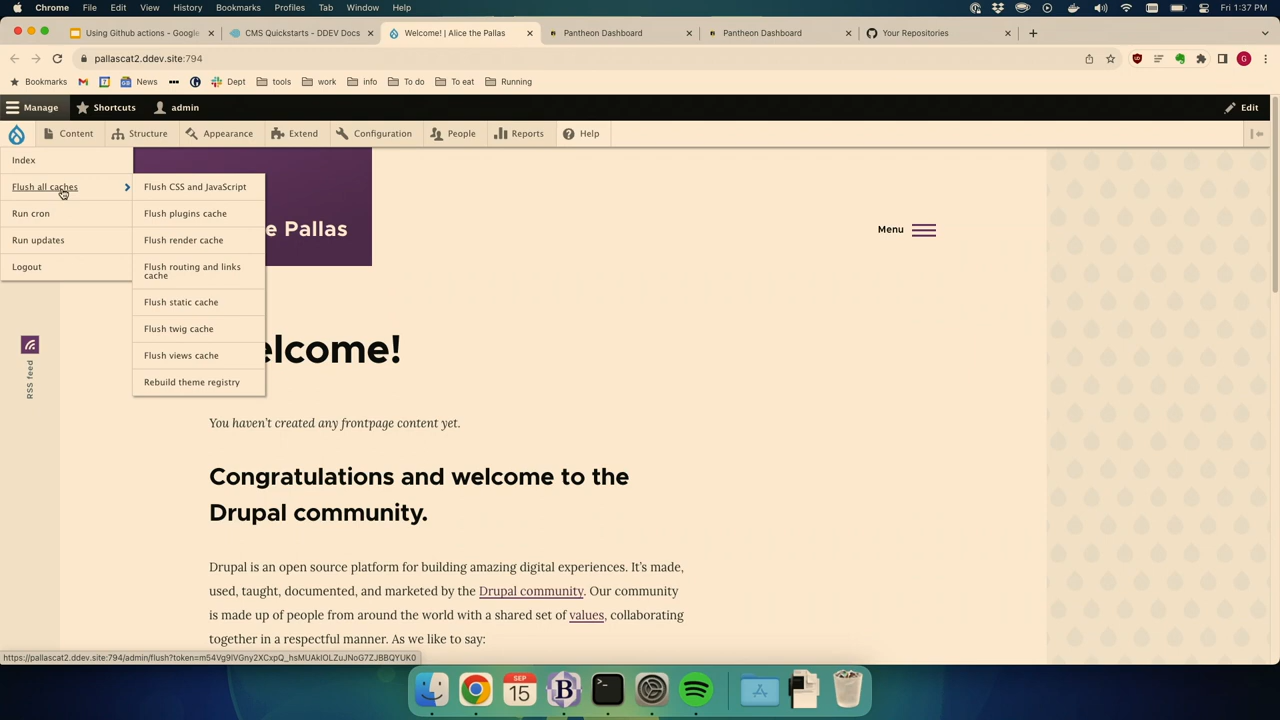 Chrome File Edit View History Bookmarks Profiles Tab Window Help Fri 1:37 PM
Using Github actions - Google CMS Quickstarts - DDEV Docs Welcome! | Alice the Pallas Pantheon Dashboard Pantheon Dashboard Your Repositories
pallascat2.ddev.site:794 G
Bookmarks News Dept tools work info To do To eat Running
Manage Shortcuts admin Edit
Content Structure Appearance Extend Configuration People Reports Help
Index
Flush all caches
Run cron
Run updates
Logout
Flush CSS and JavaScript
Flush plugins cache
Flush render cache
Flush routing and links
cache
Flush static cache
Flush twig cache
Flush views cache
Rebuild theme registry
e Pallas
Menu
RSS feed
elcome!
You haven't created any frontpage content yet.
Congratulations and welcome to the
Drupal community.
Drupal is an open source platform for building amazing digital experiences. It's made,
used, taught, documented, and marketed by the Drupal community. Our community
is made up of people from around the world with a shared set of values, collaborating
together in a respectful manner. As we like to say:
SEP
15